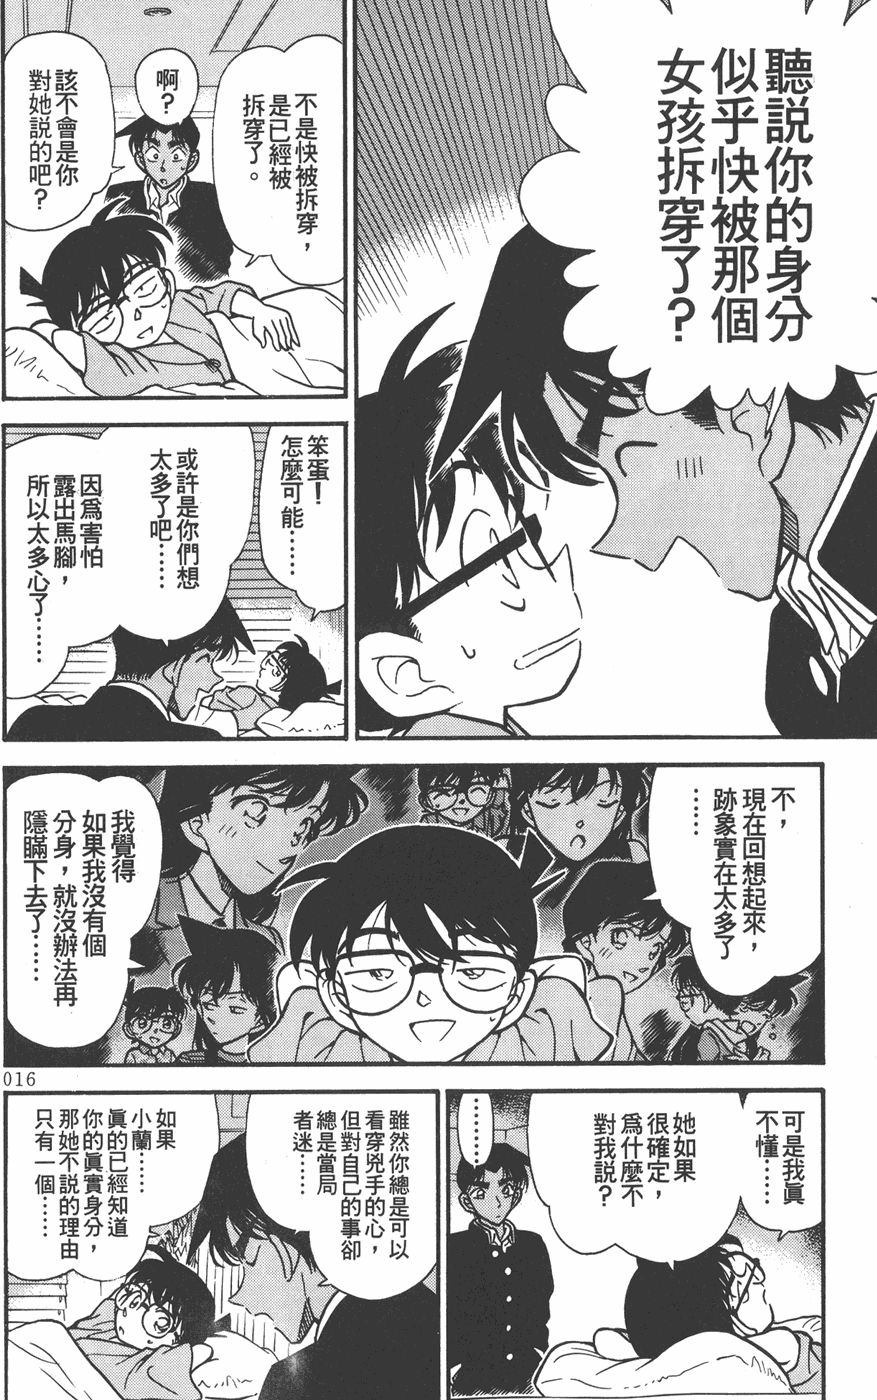 聽說你的身分
似乎快被那個
女孩拆穿了？
不是快被拆穿，
是已經被
拆穿了。
啊？
該不會是你
對她說的吧？
笨蛋！
怎麼可能……
或許是你們想
太多了吧……
因爲害怕
露出馬腳，
所以太多心了……
不，
現在回想起來，
跡象實在太多了
……
我覺得
如果我沒有個
分身，就沒辦法再
隱瞞下去了……
016
可是我眞
不懂……
她如果
很確定，
爲什麼不
對我說？
……
雖然你總是可以
看穿兇手的心，
但對自己的事卻
總是當局
者迷……
如果
小蘭……
眞的已經知道
你的眞實身分，
那她不說的理由
只有一個……